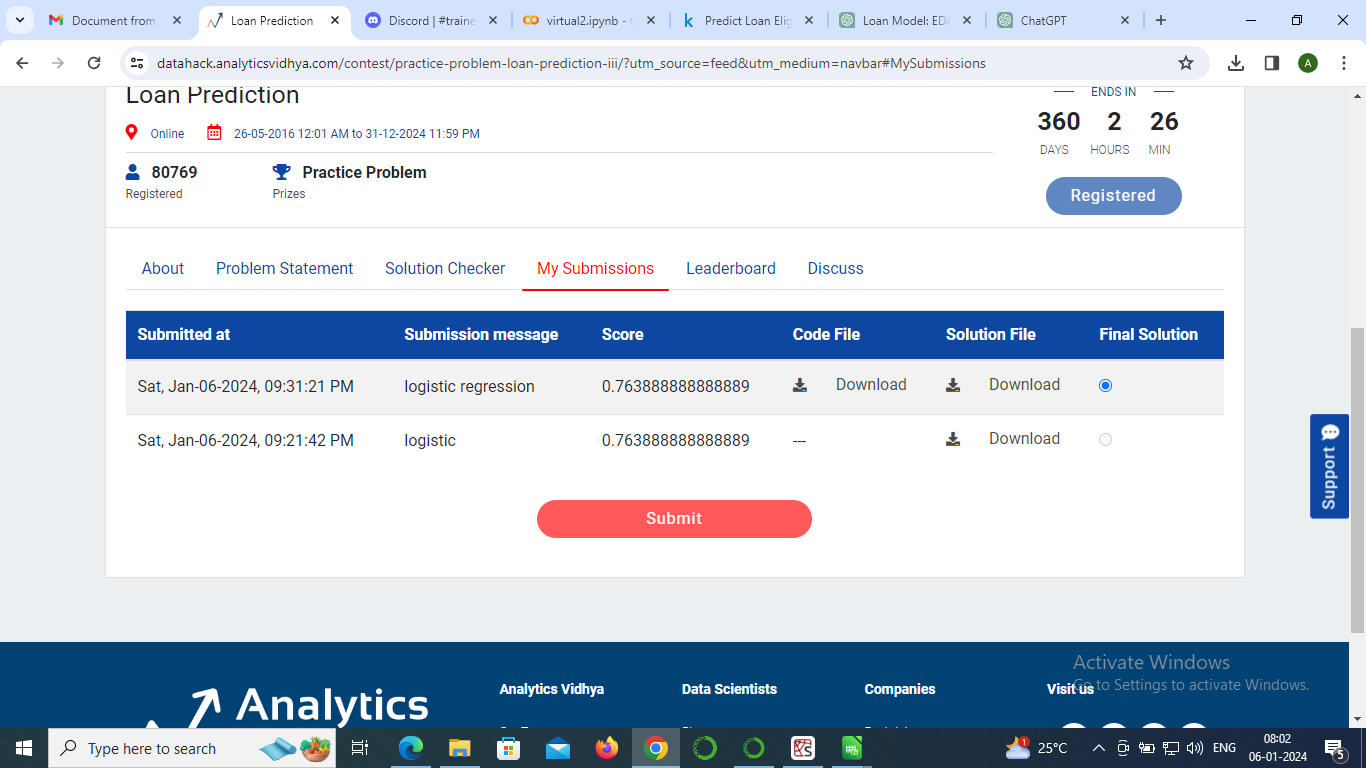 Document from
Loan Prediction
Discord | #traine
virtual2.ipynb - C
Predict Loan Elig
Loan Model: EDA
ChatGPT
datahack.analyticsvidhya.com/contest/practice-problem-loan-prediction-iii/?utm_source=feed&utm_medium=navbar#MySubmissions
A
Loan Prediction
ENDS IN
Online 26-05-2016 12:01 AM to 31-12-2024 11:59 PM
360 2 26
DAYS HOURS MIN
80769 Practice Problem
Registered Prizes
Registered
About Problem Statement Solution Checker My Submissions Leaderboard Discuss
Submitted at Submission message Score Code File Solution File Final Solution
Sat, Jan-06-2024, 09:31:21 PM logistic regression 0.763888888888889 Download Download
Sat, Jan-06-2024, 09:21:42 PM logistic 0.763888888888889 --- Download
Submit
Support
Activate Windows
Go to Settings to activate Windows.
Analytics
Analytics Vidhya Data Scientists Companies Visit us
Type here to search
1
25°C
ENG
08:02
06-01-2024
5